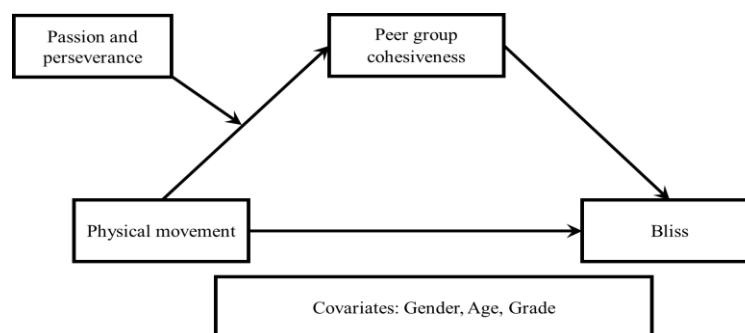 Passion and
perseverance
Peer group
cohesiveness
Physical movement
Bliss
Covariates: Gender, Age, Grade